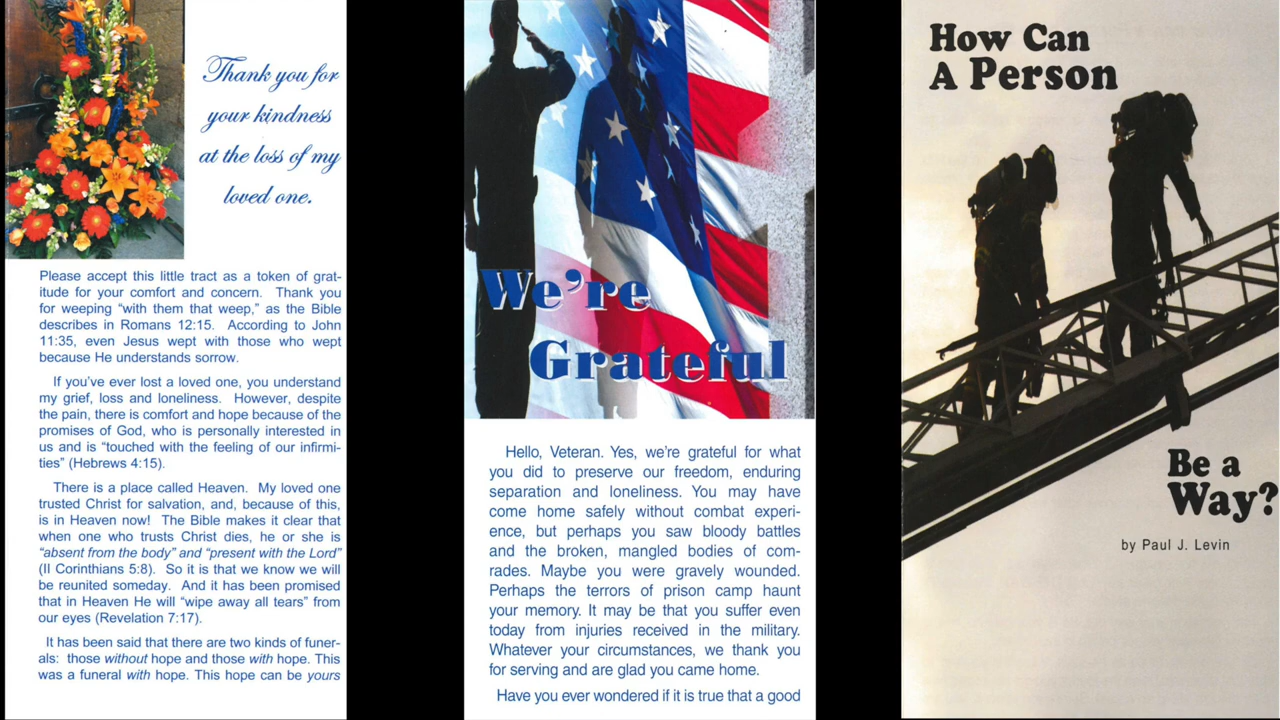 Thank you for
your kindness
at the loss of my
loved one.
Please accept this little tract as a token of grat-
itude for your comfort and concern. Thank you
for weeping “with them that weep,” as the Bible
describes in Romans 12:15. According to John
11:35, even Jesus wept with those who wept
because He understands sorrow.
If you’ve ever lost a loved one, you understand
my grief, loss and loneliness. However, despite
the pain, there is comfort and hope because of the
promises of God, who is personally interested in
us and is “touched with the feeling of our infirmi-
ties” (Hebrews 4:15).
There is a place called Heaven. My loved one
trusted Christ for salvation, and, because of this,
is in Heaven now! The Bible makes it clear that
when one who trusts Christ dies, he or she is
“absent from the body” and “present with the Lord”
(II Corinthians 5:8). So it is that we know we will
be reunited someday. And it has been promised
that in Heaven He will “wipe away all tears” from
our eyes (Revelation 7:17).
It has been said that there are two kinds of funer-
als: those without hope and those with hope. This
was a funeral with hope. This hope can be yours
We’re
Grateful
Hello, Veteran. Yes, we’re grateful for what
you did to preserve our freedom, enduring
separation and loneliness. You may have
come home safely without combat experi-
ence, but perhaps you saw bloody battles
and the broken, mangled bodies of com-
rades. Maybe you were gravely wounded.
Perhaps the terrors of prison camp haunt
your memory. It may be that you suffer even
today from injuries received in the military.
Whatever your circumstances, we thank you
for serving and are glad you came home.
Have you ever wondered if it is true that a good
How Can
A Person
Be a
Way?
by Paul J. Levin